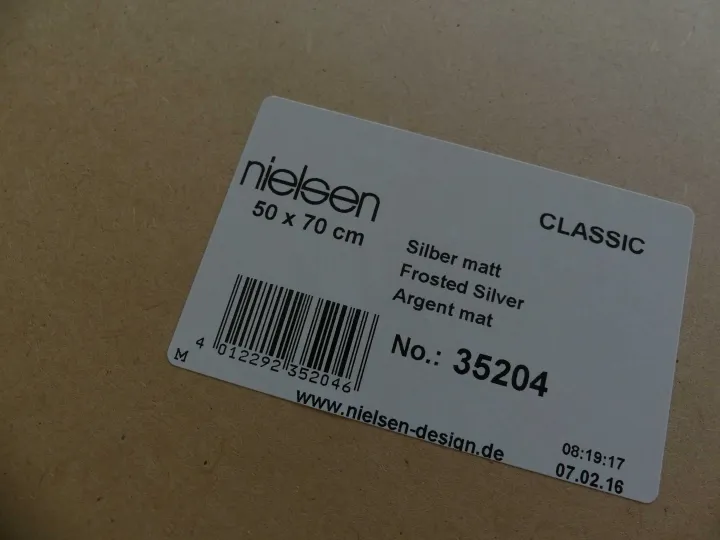 nielsen
50 x 70 cm
CLASSIC
Silber matt
Frosted Silver
Argent mat
No.: 35204
4 012292 352046
M
www.nielsen-design.de
08:19:17
07.02.16